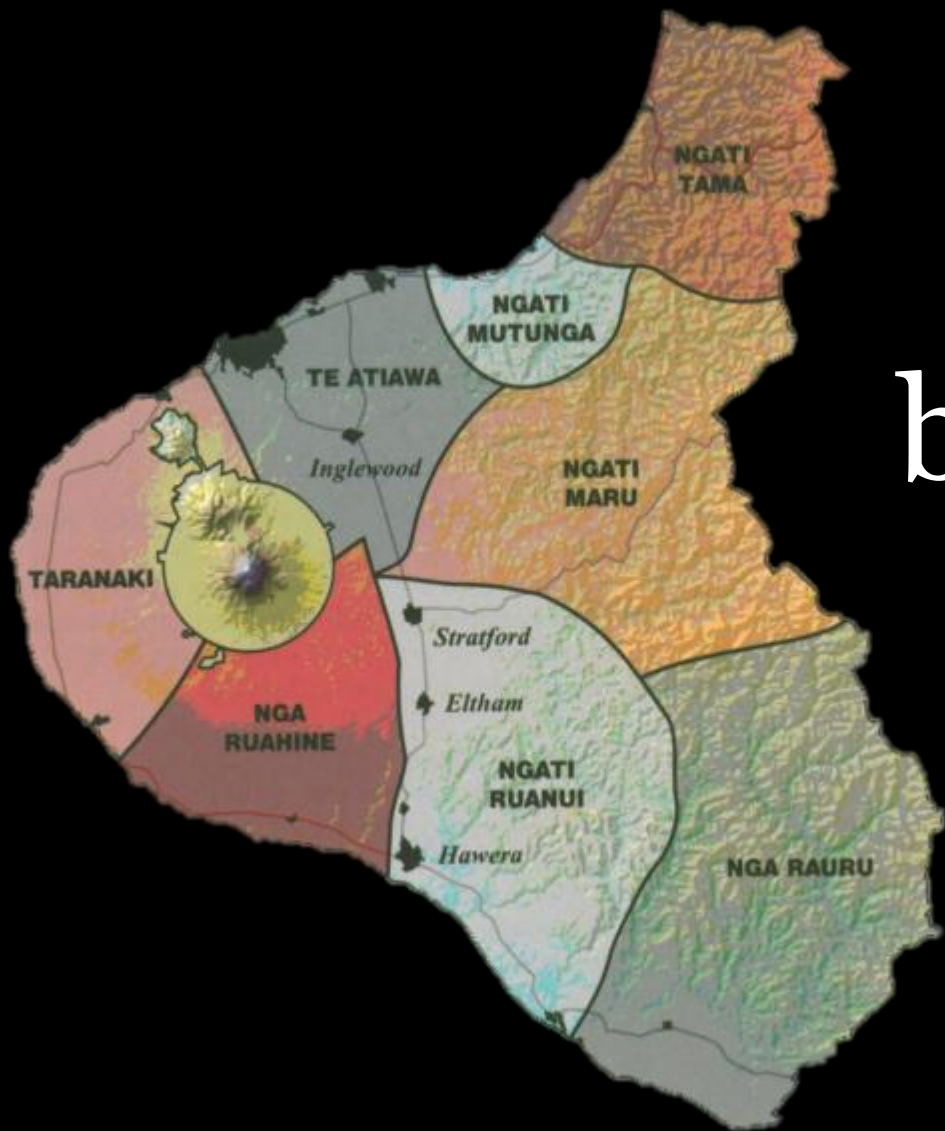 NGATI
TAMA
NGATI
MUTUNGA
TE ATIAWA
Inglewood
NGATI
MARU
TARANAKI
Stratford
Eltham
NGA
RUAHINE
NGATI
RUANUI
Hawera
NGA RAURU
b